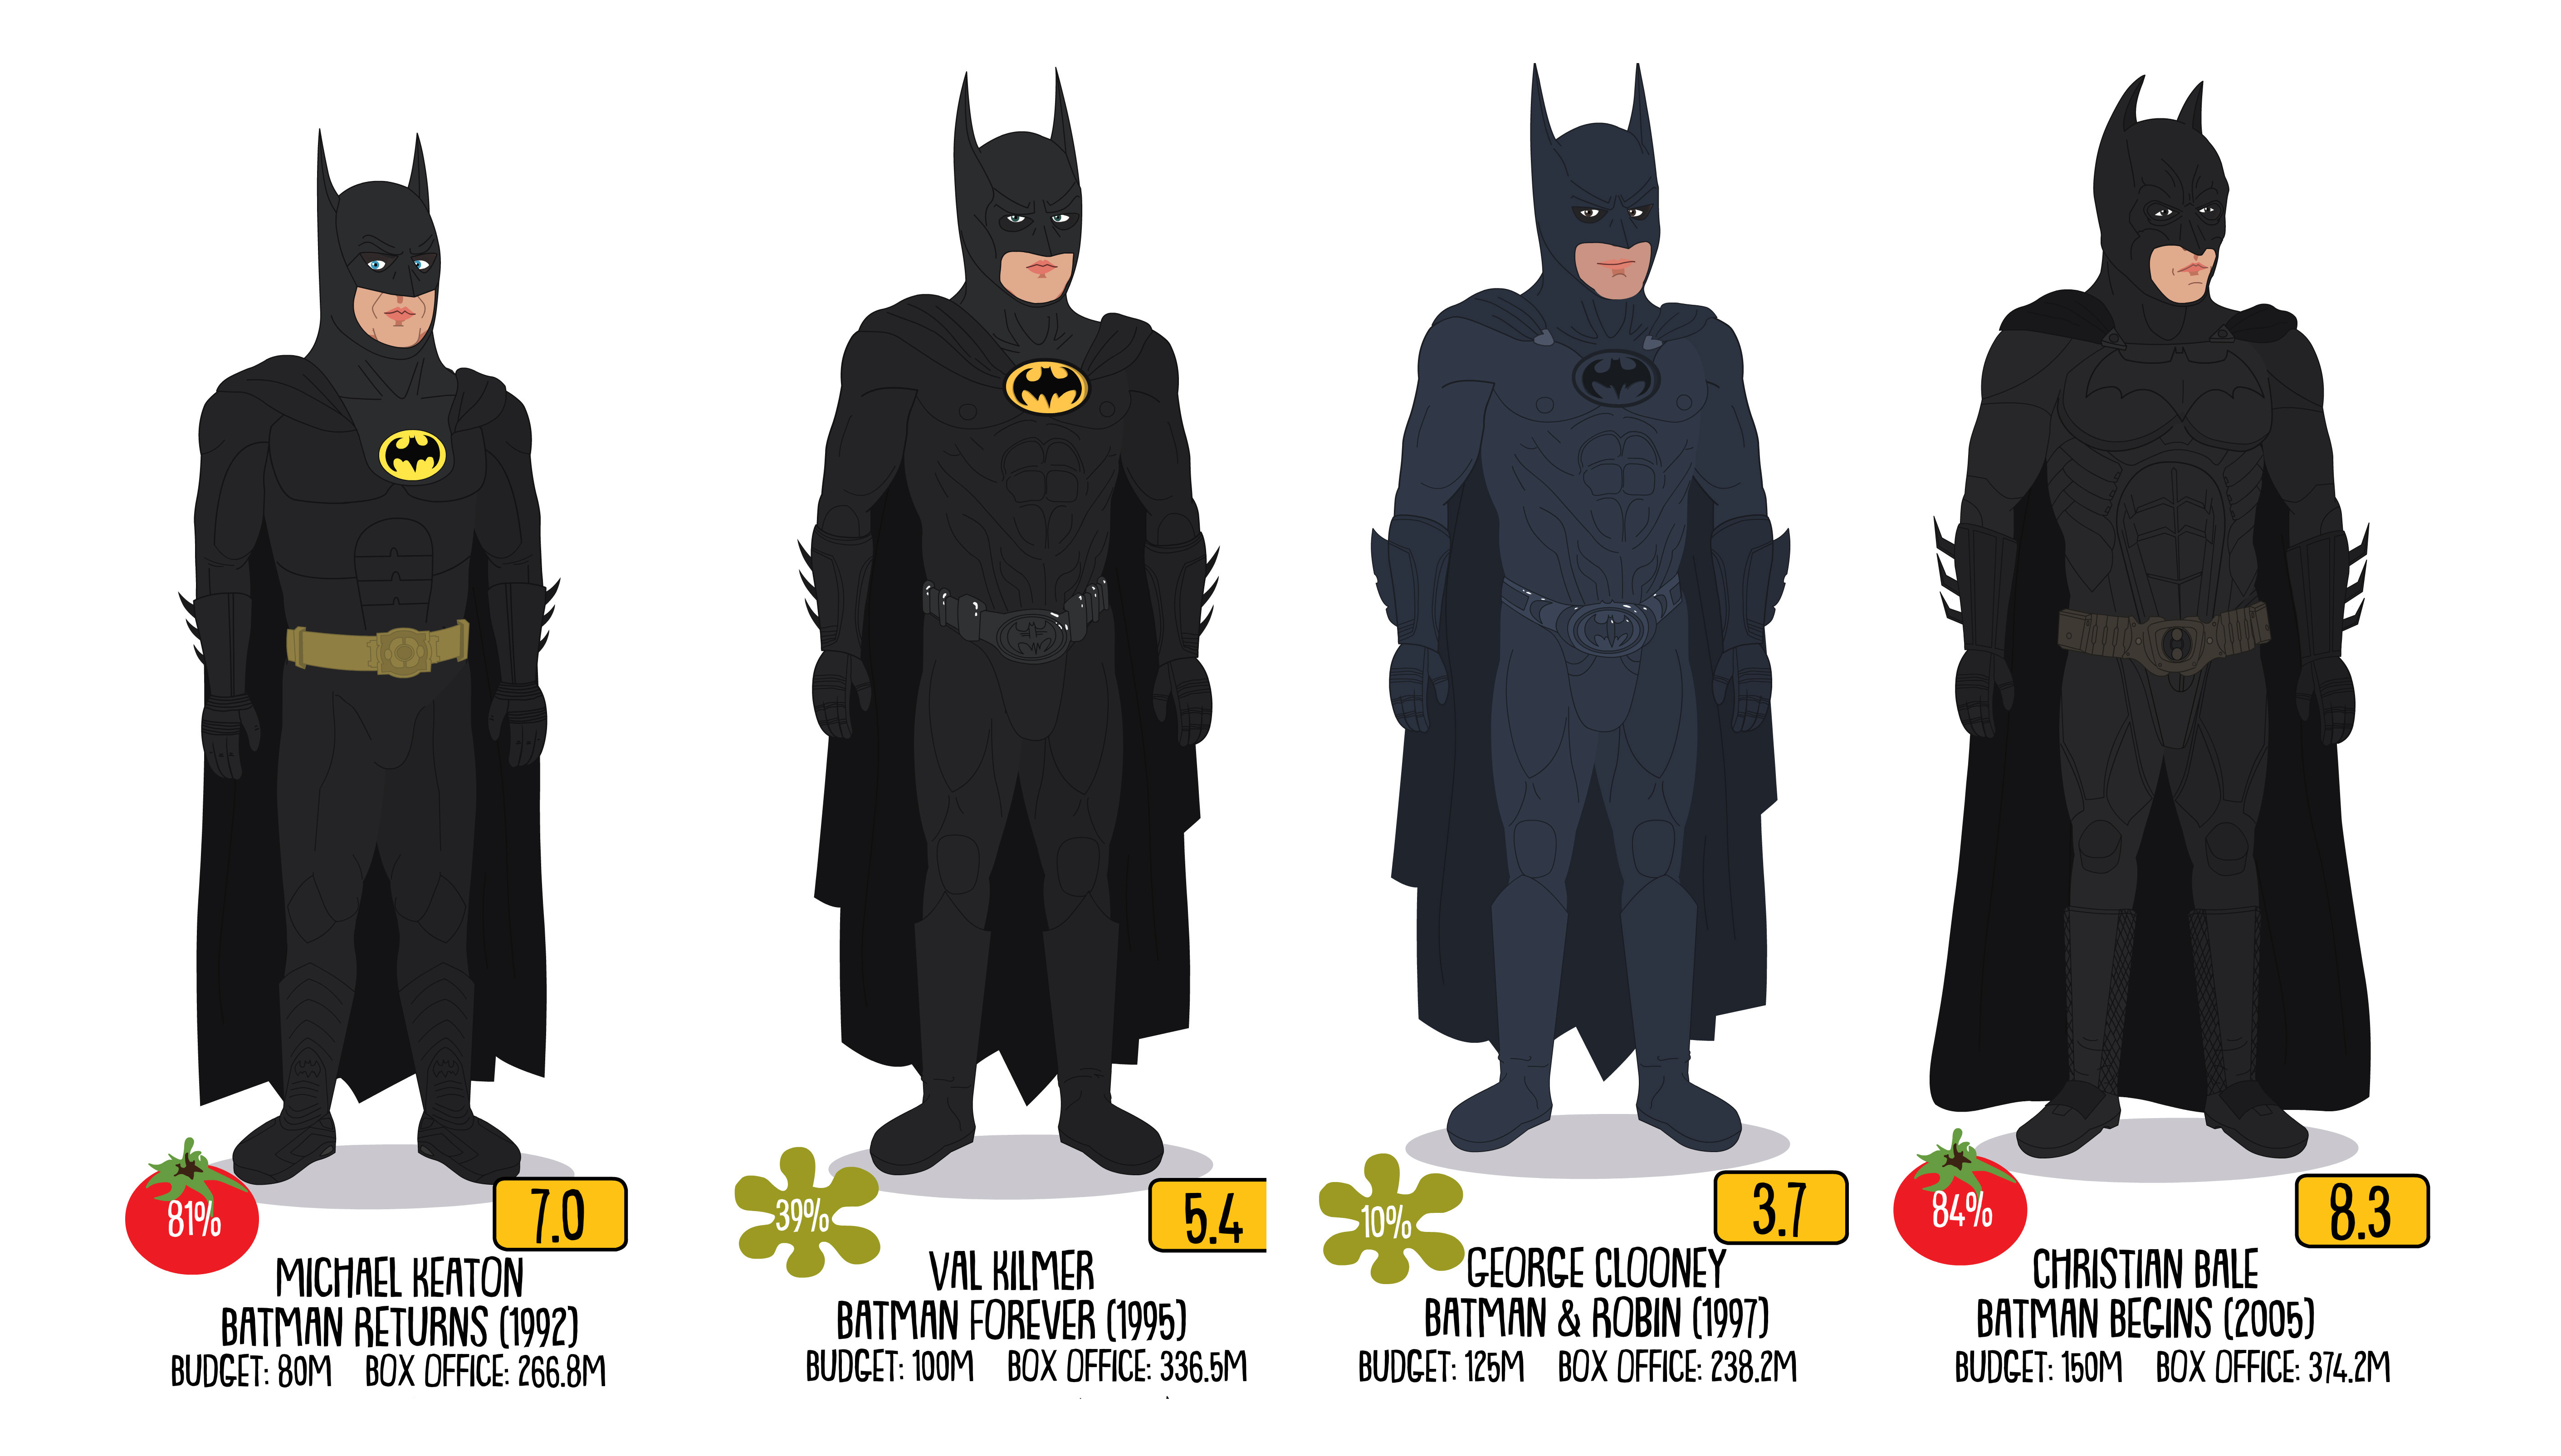 81%
7.0
MICHAEL KEATON
BATMAN RETURNS (1992)
BUDGET: 80M BOX OFFICE: 266.8M
39%
5.4
VAL KILMER
BATMAN FOREVER (1995)
BUDGET: 100M BOX OFFICE: 336.5M
10%
3.7
GEORGE CLOONEY
BATMAN & ROBIN (1997)
BUDGET: 125M BOX OFFICE: 238.2M
84%
8.3
CHRISTIAN BALE
BATMAN BEGINS (2005)
BUDGET: 150M BOX OFFICE: 374.2M